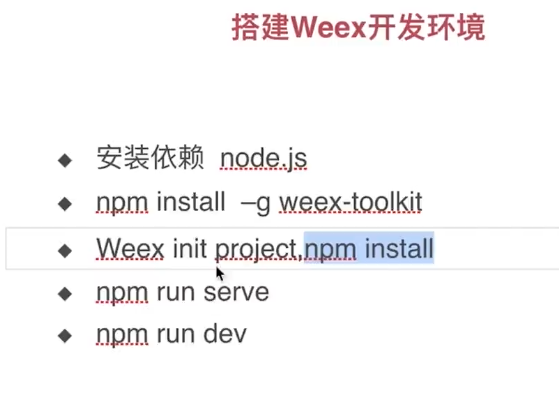 搭建Weex开发环境
安装依赖 node.js
npm install –g weex-toolkit
Weex init project,npm install
npm run serve
npm run dev